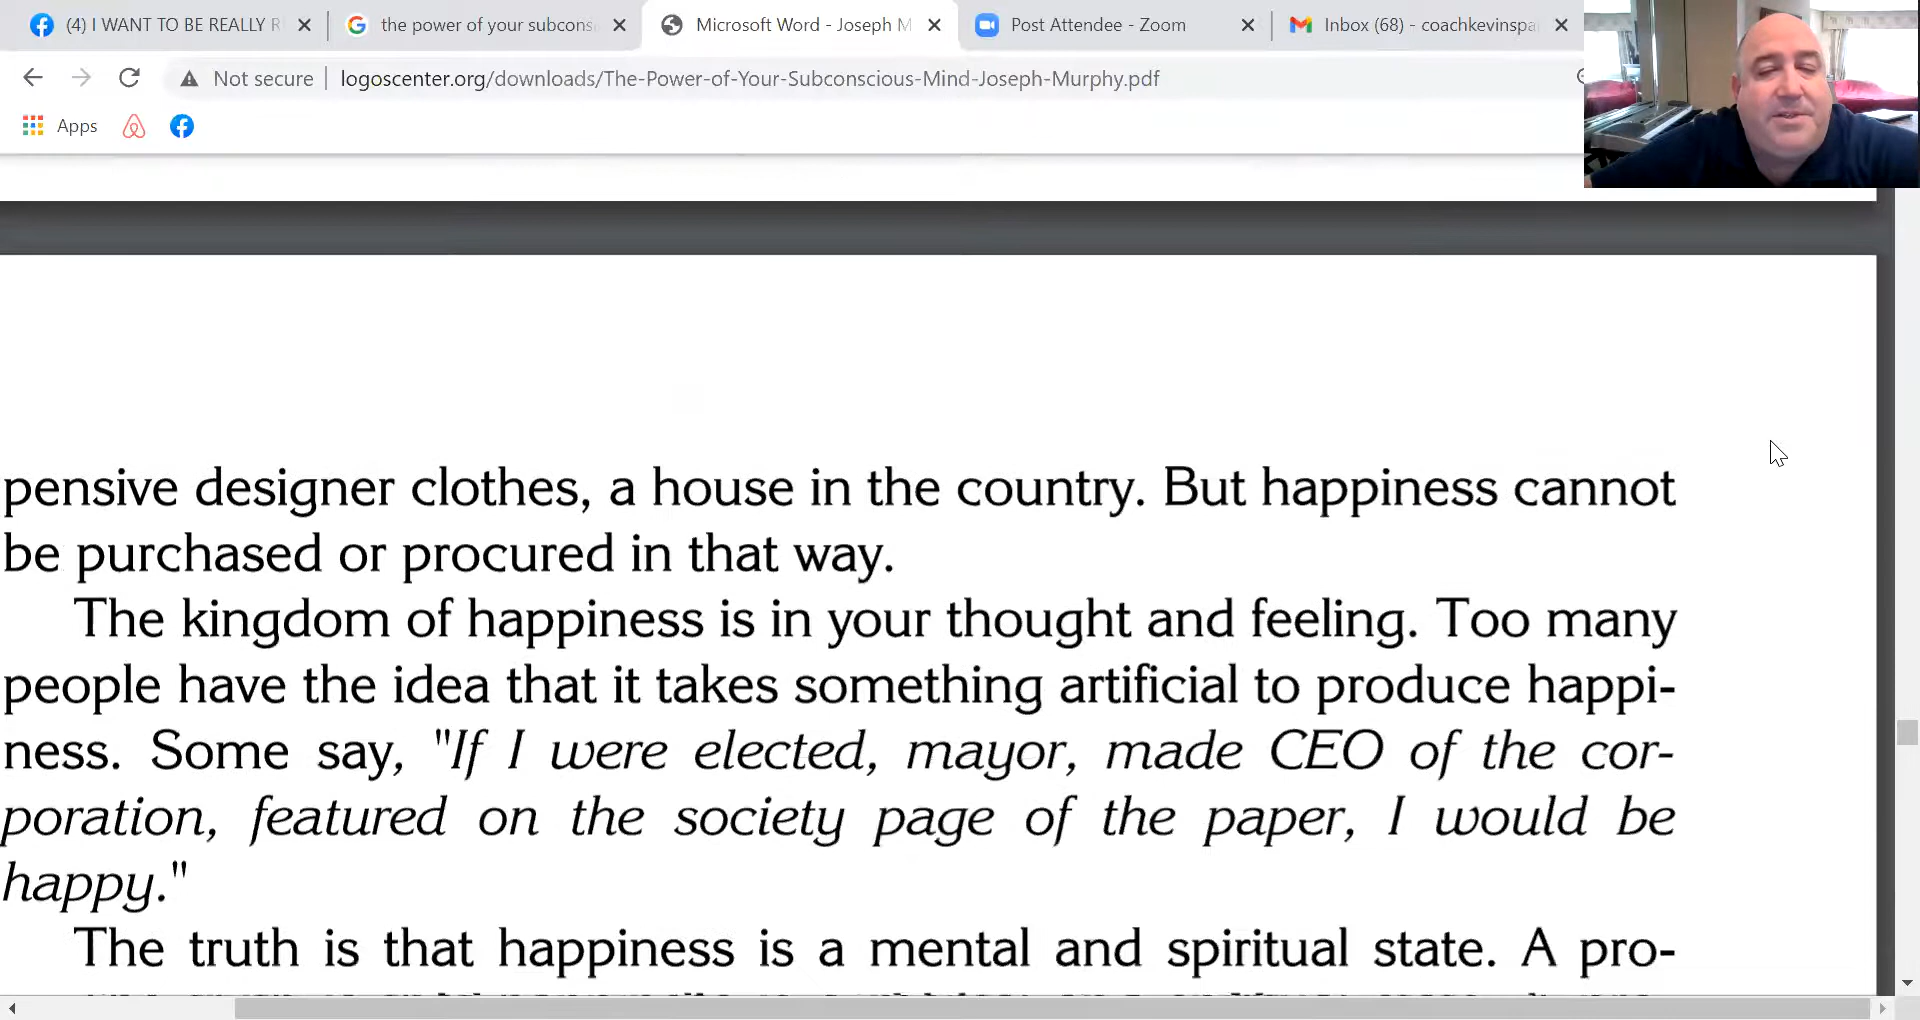 (4) I WANT TO BE REALLY R
the power of your subcons
Microsoft Word - Joseph M
Post Attendee - Zoom
Inbox (68) - coachkevinspa
Not secure
logoscenter.org/downloads/The-Power-of-Your-Subconscious-Mind-Joseph-Murphy.pdf
Apps
pensive designer clothes, a house in the country. But happiness cannot
be purchased or procured in that way.
The kingdom of happiness is in your thought and feeling. Too many
people have the idea that it takes something artificial to produce happi-
ness. Some say, "If I were elected, mayor, made CEO of the cor-
poration, featured on the society page of the paper, I would be
happy."
The truth is that happiness is a mental and spiritual state. A pro-